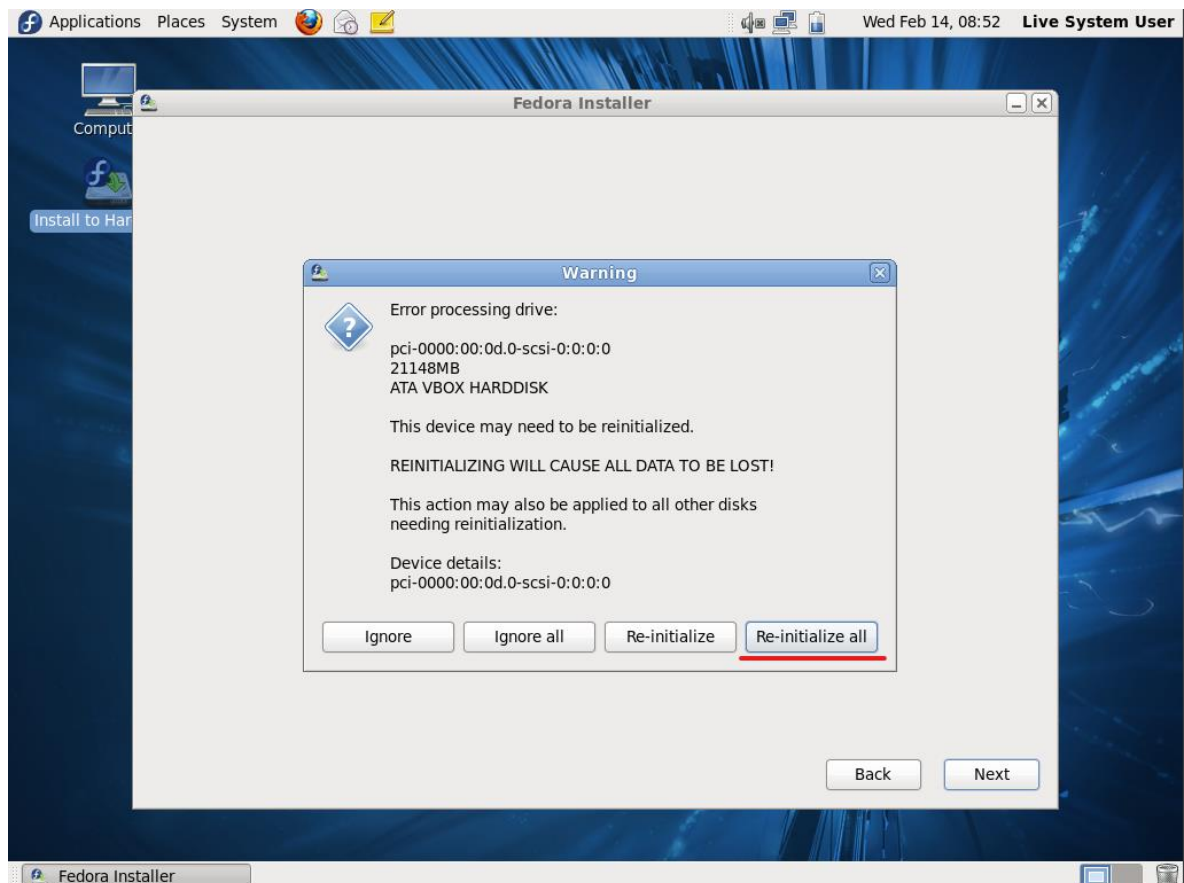 Applications Places System Wed Feb 14, 08:52 Live System User
Fedora Installer
Comput
Install to Har
Warning
Error processing drive:
pci-0000:00:0d.0-scsi-0:0:0:0
21148MB
ATA VBOX HARDDISK
This device may need to be reinitialized.
REINITIALIZING WILL CAUSE ALL DATA TO BE LOST!
This action may also be applied to all other disks
needing reinitialization.
Device details:
pci-0000:00:0d.0-scsi-0:0:0:0
Ignore Ignore all Re-initialize Re-initialize all
Back Next
Fedora Installer